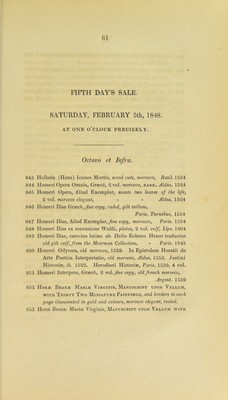 61
FIFTH DAY'S SALE.
SATURDAY, FEBRUARY 5th, 1848.
AT ONE O'CLOCK PRECISELY.
Octavo et Infra.
843 Holbein (Hans) Icones Mortis, wood cuts, morocco, Basil. 1554
844 Homeri Opera Omnia, Græcè, 2 vol. morocco, RARE, Aldus, 1524
845 Homeri Opera, Aliud Exemplar, wants two leaves of the life,
2 vol. morocco elegant, - - Aldus, 1524
846 Homeri Ilias Græcè, fine copy, ruled, gilt vellum,
Paris. Turnebus, 1554
847 Homeri Ilias, Aliud Exemplar, fine copy, morocco, Paris. 1554
848 Homeri Ilias ex recensione Wolfii, plates, 2 vol. calf, Lips. 1804
849 Homeri Ilias, carmine latino ab Helio Eobano Hesso traductus
old gilt calf, from the Meerman Collection, - Paris. 1545
850 Homeri Odyssea, old morocco, 1528. In Epistolam Horatii de
Arte Poetica Interpretatio, old morocco, Aldus, 1553. Justini
Historiæ, ib. 1522. Herodiani Historiæ, Paris. 1529, 4 vol.
851 Homeri Interpres, Græcè, 2 vol. fine copy, old french morocco,
Argent. 1539
852 Horæ Beatæ Mariæ Virginis, Manuscript upon Vellum,
with Thirty Two Miniature Paintings, and borders to each
page illuminated in gold and colours, morocco elegant, tooled.
853 Horæ Beatæ Mariæ Virginis, Manuscript upon Vellum with